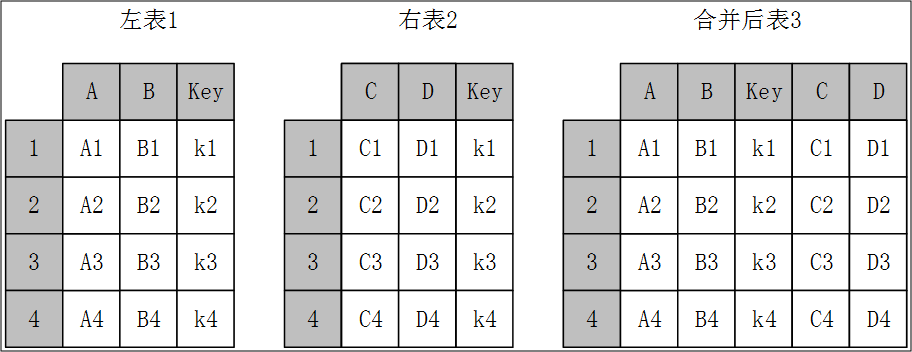 左表1 右表2 合并后表3
A B Key C D Key A B Key C D
1 A1 B1 k1 1 C1 D1 k1 1 A1 B1 k1 C1 D1
2 A2 B2 k2 2 C2 D2 k2 2 A2 B2 k2 C2 D2
3 A3 B3 k3 3 C3 D3 k3 3 A3 B3 k3 C3 D3
4 A4 B4 k4 4 C4 D4 k4 4 A4 B4 k4 C4 D4